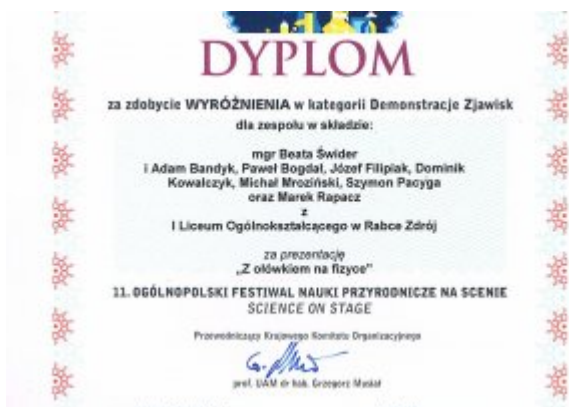 DYPLOM
za zdobycie WYRÓŻNIENIA w kategorii Demonstracje Zjawisk
dla zespołu w składzie:
mgr Beata Świder
i Adam Bandyk, Paweł Bogdał, Józef Filipiak, Dominik
Kowalczyk, Michał Mroziński, Szymon Pacyga
oraz Marek Rapacz
z
I Liceum Ogólnokształcącego w Rabce Zdrój
za prezentację
„Z ołówkiem na fizyce”
11. OGÓLNOPOLSKI FESTIWAL NAUKI PRZYRODNICZE NA SCENIE
SCIENCE ON STAGE
Przewodniczący Krajowego Komitetu Organizacyjnego
prof. UAM dr hab. Grzegorz Musiał